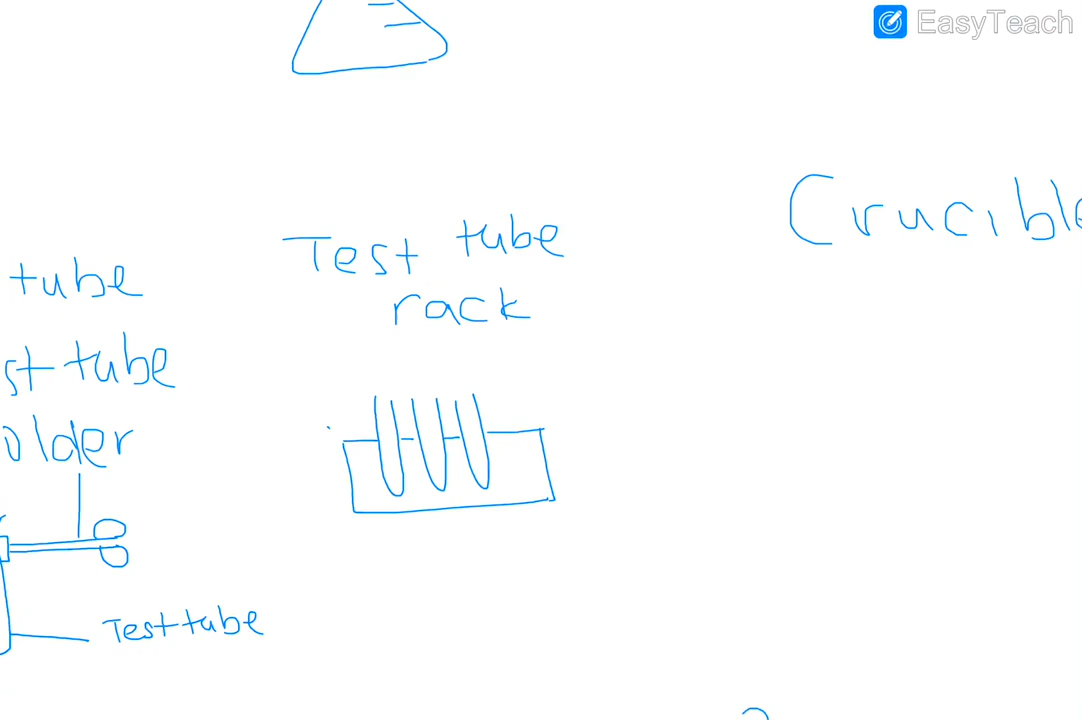 EasyTeach
Crucible
Test tube
rack
tube
st tube
older
Test tube